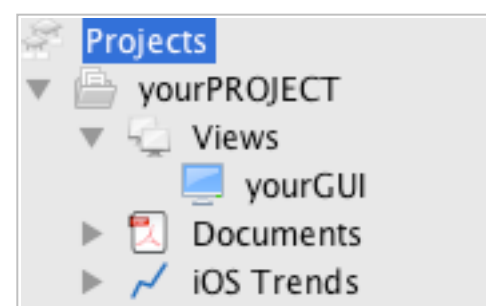 Projects
yourPROJECT
Views
yourGUI
Documents
iOS Trends